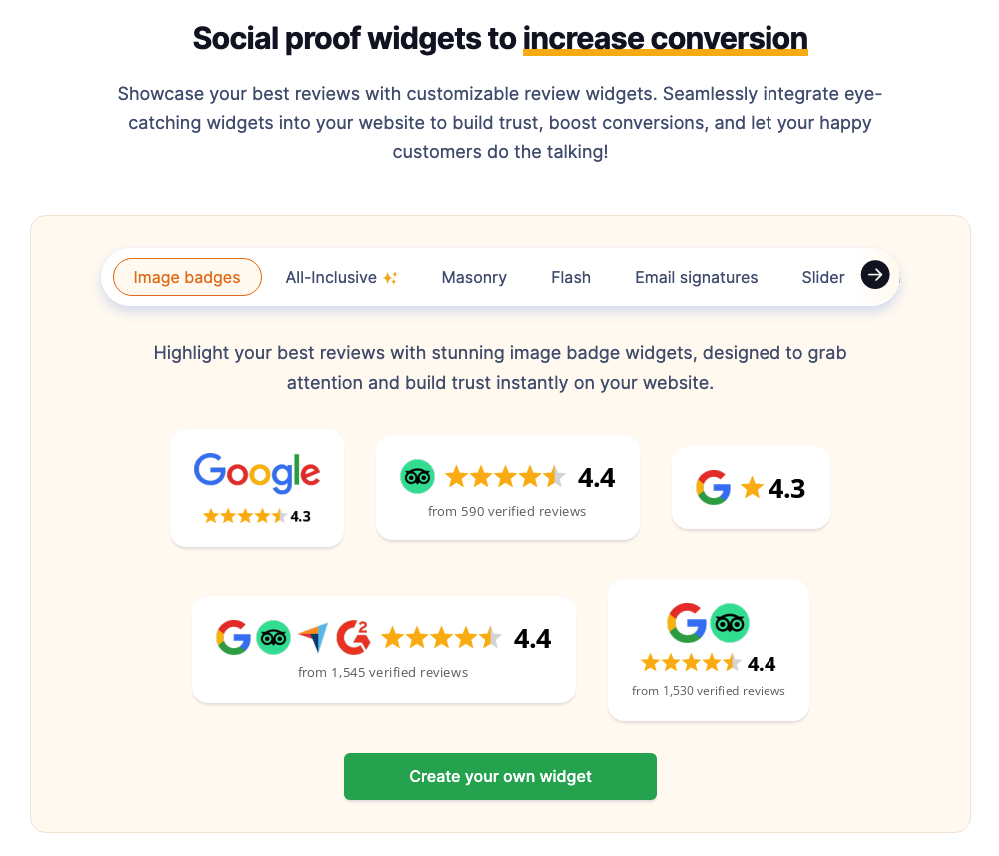 Social proof widgets to increase conversion
Showcase your best reviews with customizable review widgets. Seamlessly integrate eye-
catching widgets into your website to build trust, boost conversions, and let your happy
customers do the talking!
Image badges
All-Inclusive
Masonry
Flash
Email signatures
Slider
Highlight your best reviews with stunning image badge widgets, designed to grab
attention and build trust instantly on your website.
Google
4.3
4.4
from 590 verified reviews
G 4.3
G G2 4.4
from 1,545 verified reviews
G
4.4
from 1,530 verified reviews
Create your own widget